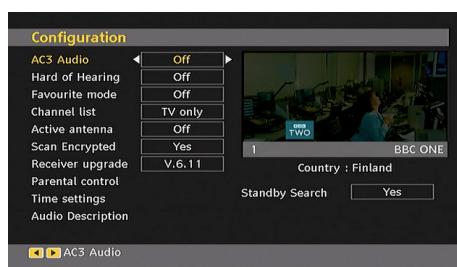 Configuration
AC3 Audio Off
Hard of Hearing Off
Favourite mode Off
Channel list TV only
Active antenna Off
Scan Encrypted Yes
Receiver upgrade V.6.11
Parental control
Time settings
Audio Description
BBC
TWO
1 BBC ONE
Country : Finland
Standby Search Yes
AC3 Audio